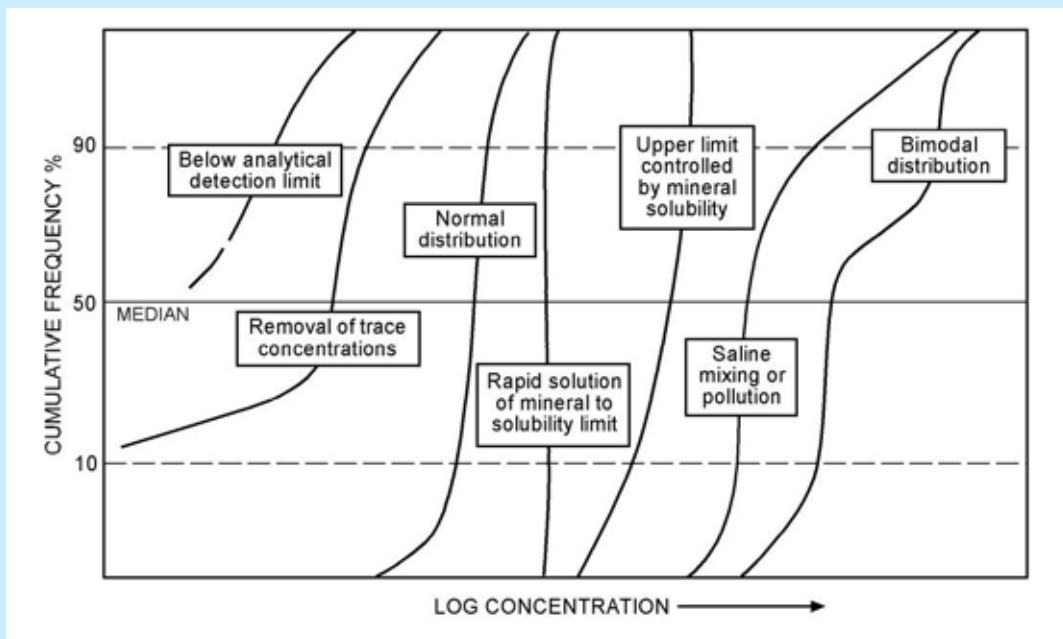 CUMULATIVE FREQUENCY %
90
50
10
MEDIAN
Below analytical
detection limit
Removal of trace
concentrations
Normal
distribution
Rapid solution
of mineral to
solubility limit
Upper limit
controlled
by mineral
solubility
Saline
mixing or
pollution
Bimodal
distribution
LOG CONCENTRATION